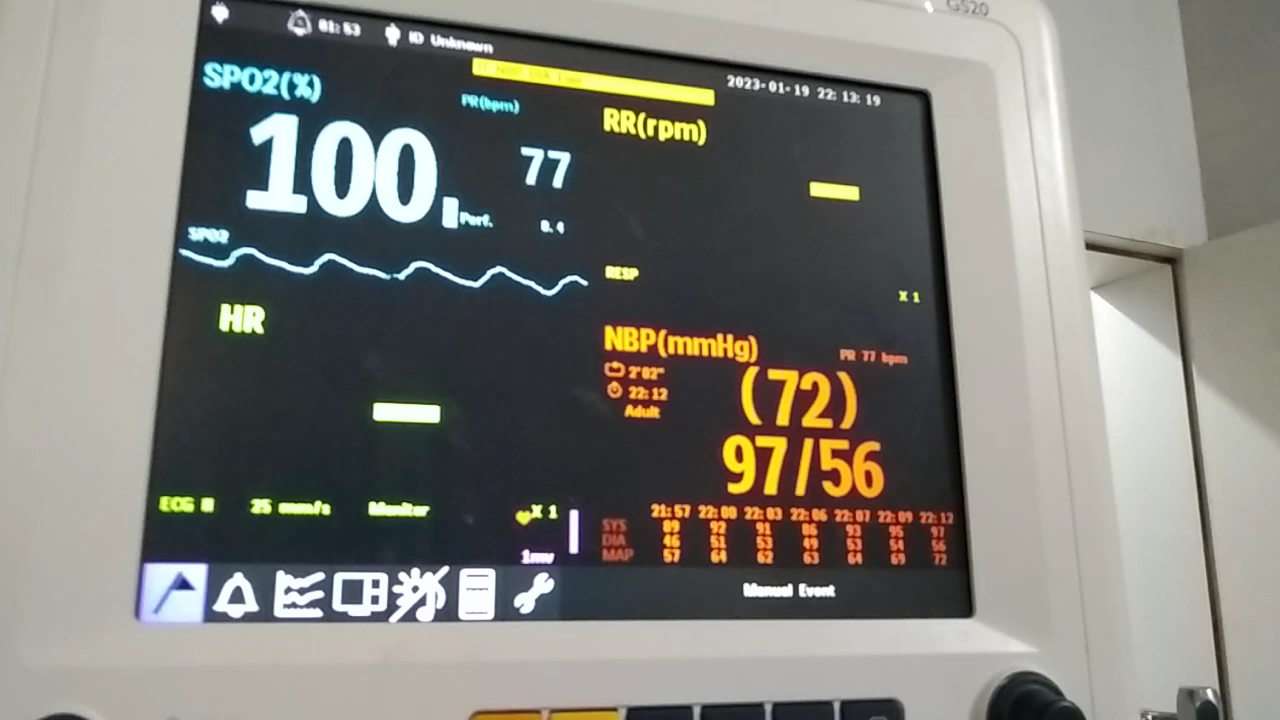 GS20
01:53 ID Unknown
2023-01-19 22:13:19
SPO2(%)
PR(bpm)
100
77
Perf. 0.4
SPO2
RR(rpm)
RESP
X 1
HR
NBP(mmHg)
PR 77 bpm
2'02"
22:12
Adult
(72)
97/56
ECG II 25 mm/s Monitor
X 1
1mv
21:57 22:00 22:03 22:06 22:07 22:09 22:12
SYS 89 92 91 86 93 95 97
DIA 46 51 53 49 53 54 56
MAP 57 64 62 63 64 69 72
Manual Event